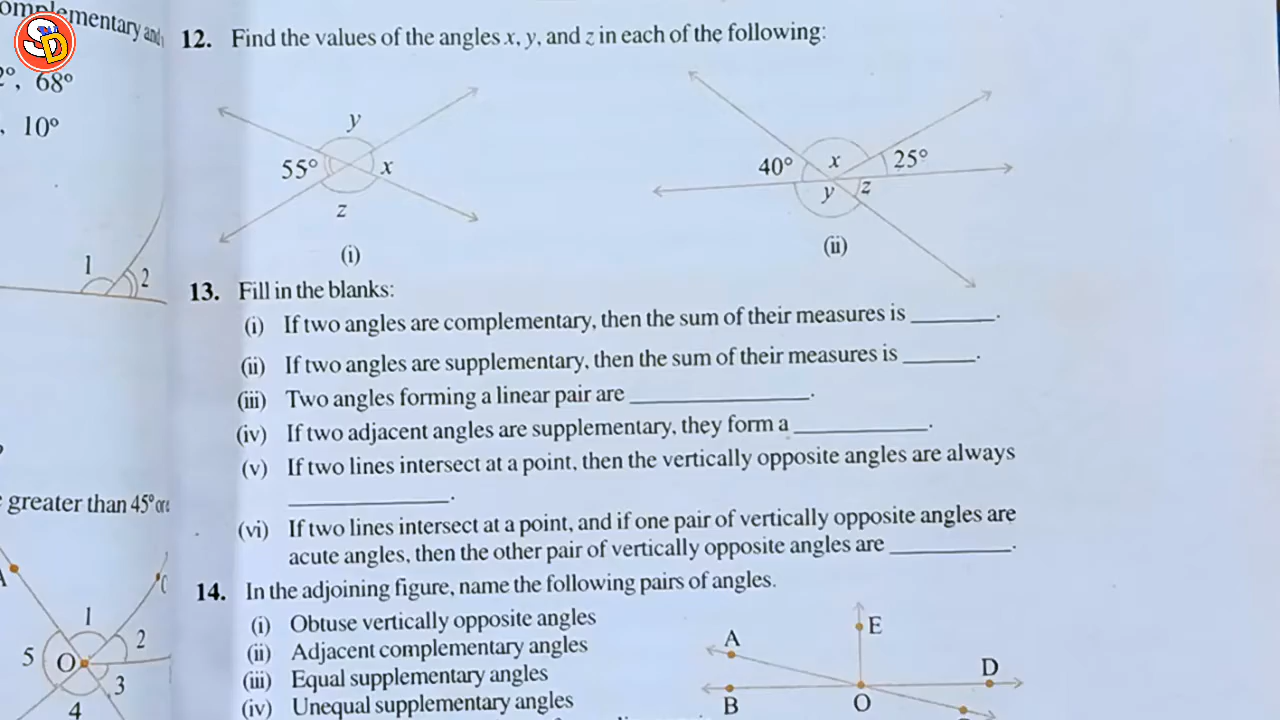 SD
omplementary and
2°, 68°
, 10°
1
2
greater than 45° or
A
C
1
2
5
O
3
4
12. Find the values of the angles x, y, and z in each of the following:
y
55°
x
z
(i)
40°
x
25°
y
z
(ii)
13. Fill in the blanks:
(i) If two angles are complementary, then the sum of their measures is ________.
(ii) If two angles are supplementary, then the sum of their measures is _______.
(iii) Two angles forming a linear pair are _________________.
(iv) If two adjacent angles are supplementary, they form a _____________.
(v) If two lines intersect at a point, then the vertically opposite angles are always
_______________.
(vi) If two lines intersect at a point, and if one pair of vertically opposite angles are
acute angles, then the other pair of vertically opposite angles are ____________.
14. In the adjoining figure, name the following pairs of angles.
(i) Obtuse vertically opposite angles
(ii) Adjacent complementary angles
(iii) Equal supplementary angles
(iv) Unequal supplementary angles
E
A
D
B
O